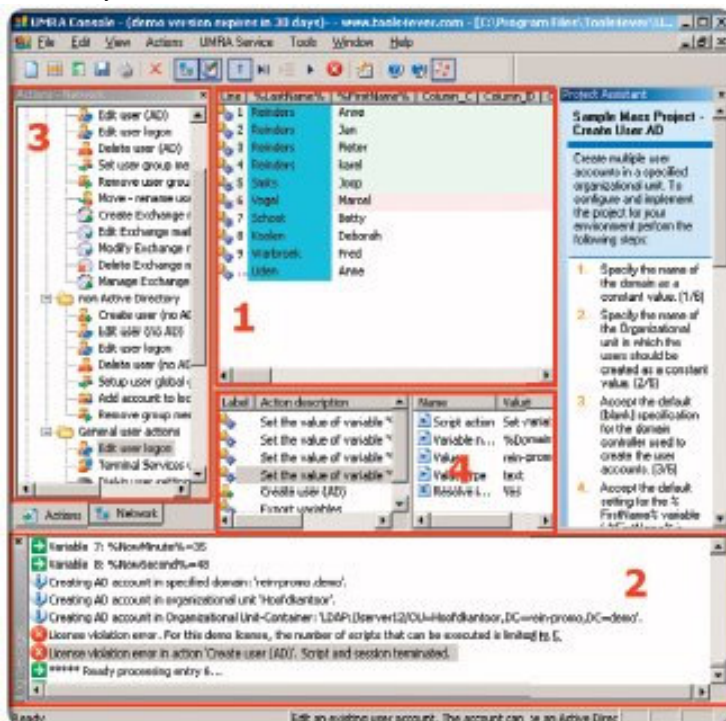 UMRA Console - (demo version expires in 30 days) - www.tools4ever.com - [C:\Program Files\Tools4ever\U...
File Edit View Actions UMRA Service Tools Window Help
Actions - Network
3
Edit user (AD)
Edit user logon
Delete user (AD)
Set user group me
Remove user grou
Move - rename use
Create Exchange m
Edit Exchange mail
Modify Exchange m
Delete Exchange m
Manage Exchange
non Active Directory
Create user (no AD
Edit user (no AD)
Edit user logon
Delete user (no AD
Setup user global g
Add account to loc
Remove group mem
General user actions
Edit user logon
Terminal Services u
Actions Network
Line %LastName% %FirstName% Column_C Column_D
1 Reinders Anne
2 Reinders Jan
3 Reinders Pieter
4 Reinders karel
5 Smits Joep
6 Vogel Marcel
7 Schoot Betty
8 Koolen Deborah
9 Warbroek Fred
... Uden Anne
1
Label Action description
Set the value of variable
Set the value of variable
Set the value of variable
Set the value of variable
Create user (AD)
Export variables
Name Value
Script action Set-varia
Variable n... %Domain
Value rein-promo
Value type text
Resolve i... Yes
4
Project Assistant
Sample Mass Project -
Create User AD
Create multiple user
accounts in a specified
organizational unit. To
configure and implement
the project for your
environment perform the
following steps:
1. Specify the name of
the domain as a
constant value. (1/6)
2. Specify the name of
the Organizational
unit in which the
users should be
created as a constant
value. (2/6)
3. Accept the default
(blank) specification
for the domain
controller used to
create the user
accounts. (3/6)
4. Accept the default
setting for the %
FirstName% variable
Variable 7: %NowMinute%=35
Variable 8: %NowSecond%=48
Creating AD account in specified domain: 'rein-promo.demo'.
Creating AD account in organizational unit 'Hoofdkantoor'.
Creating AD account in Organizational Unit-Container: 'LDAP://server12/OU=Hoofdkantoor,DC=rein-promo,DC=demo'.
License violation error. For this demo license, the number of scripts that can be executed is limited to 5.
License violation error in action 'Create user (AD)'. Script and session terminated.
***** Ready processing entry 6...
2
Ready Edit an existing user account. The account can be an Active Direc